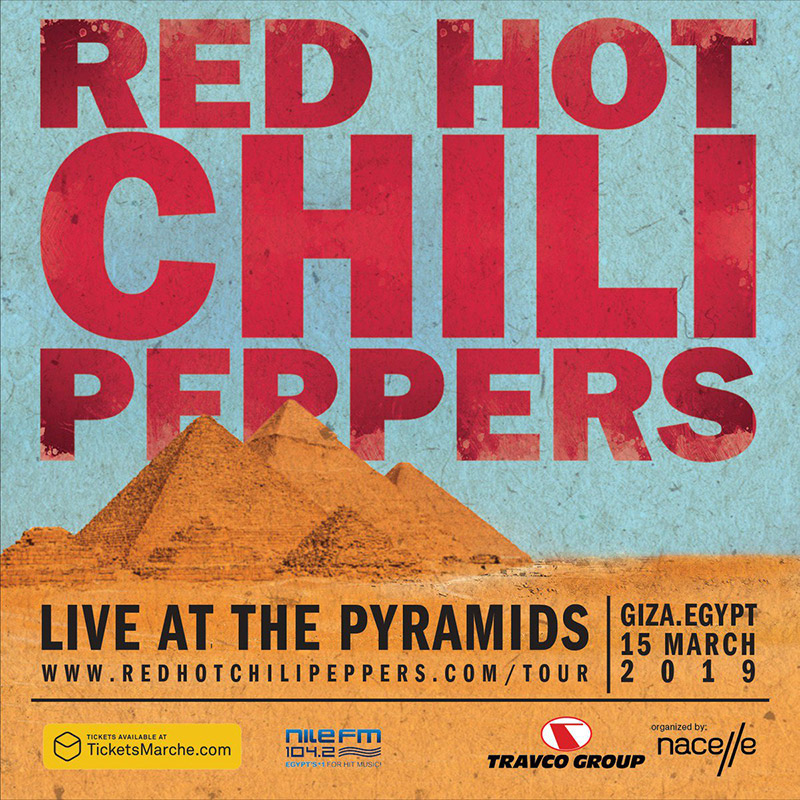 RED HOT
CHILI
PEPPERS
LIVE AT THE PYRAMIDS
WWW.REDHOTCHILIPEPPERS.COM/TOUR
GIZA.EGYPT
15 MARCH
2019
TICKETS AVAILABLE AT
TicketsMarche.com
nile FM
104.2
EGYPT'S #1 FOR HIT MUSIC!
TRAVCO GROUP
organized by:
nacelle